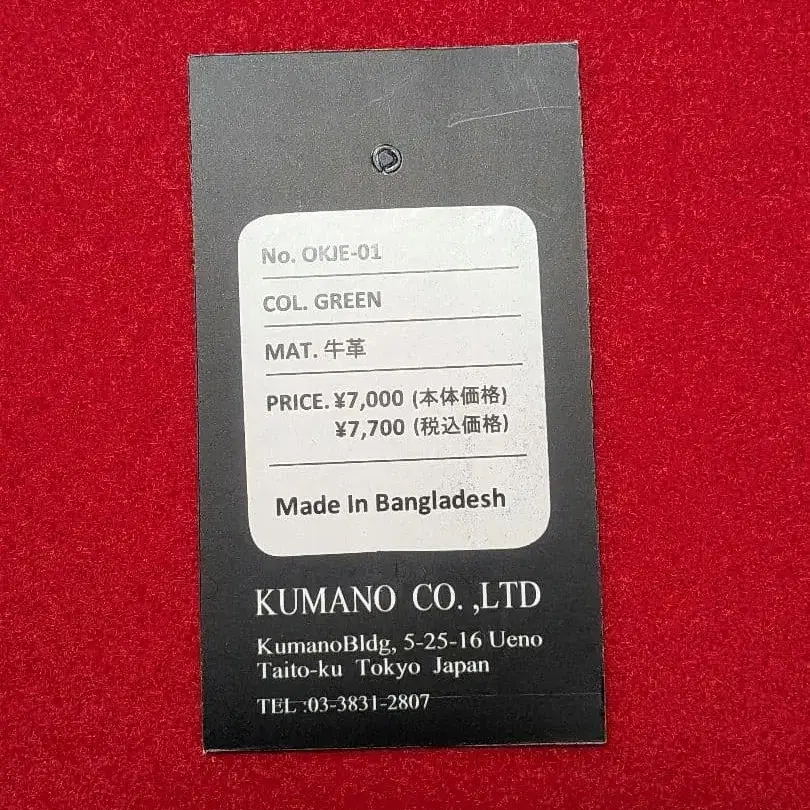 No. OKJE-01
COL. GREEN
MAT. 牛革
PRICE. ¥7,000 (本体価格)
¥7,700 (税込価格)
Made In Bangladesh
KUMANO CO.,LTD
KumanoBldg, 5-25-16 Ueno
Taito-ku Tokyo Japan
TEL :03-3831-2807